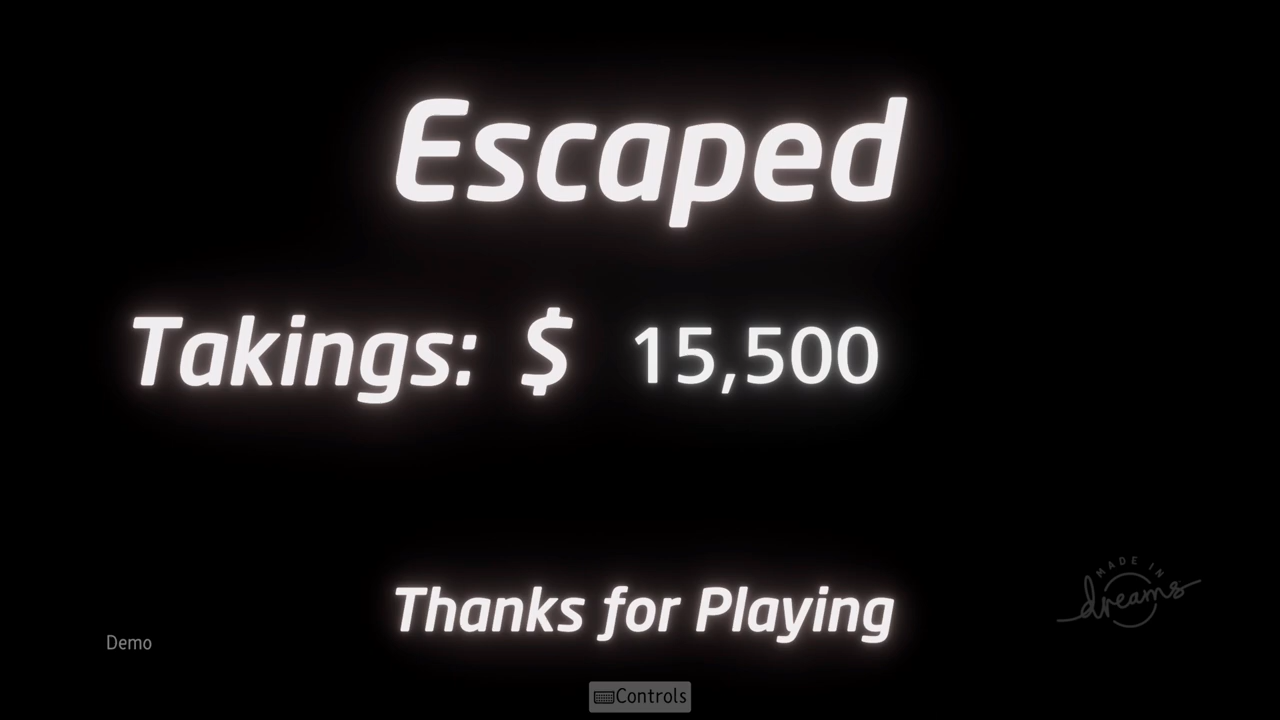 Escaped
Takings: $ 15,500
Thanks for Playing
MADE IN
dreams
Demo
Controls